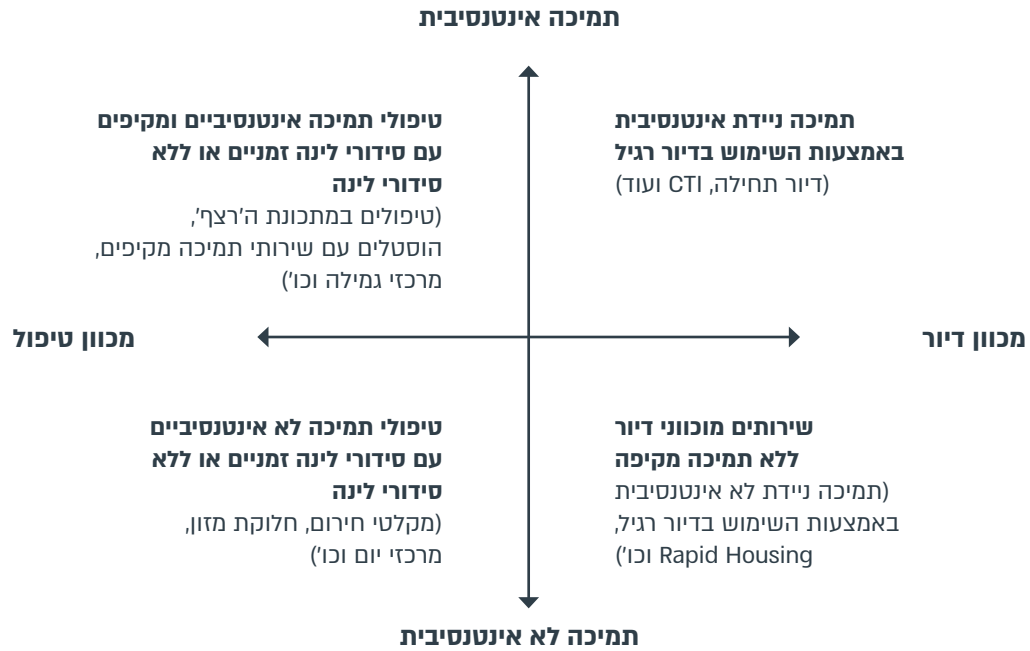 תמיכה אינטנסיבית
תמיכה ניידת אינטנסיבית
באמצעות השימוש בדיור רגיל
(דיור תחילה, CTI ועוד)
טיפולי תמיכה אינטנסיביים ומקיפים
עם סידורי לינה זמניים או ללא
סידורי לינה
(טיפולים במתכונת ה'רצף',
הוסטלים עם שירותי תמיכה מקיפים,
מרכזי גמילה וכו')
מכוון דיור
מכוון טיפול
שירותים מוכווני דיור
ללא תמיכה מקיפה
(תמיכה ניידת לא אינטנסיבית
באמצעות השימוש בדיור רגיל,
Rapid Housing וכו')
טיפולי תמיכה לא אינטנסיביים
עם סידורי לינה זמניים או ללא
סידורי לינה
(מקלטי חירום, חלוקת מזון,
מרכזי יום וכו')
תמיכה לא אינטנסיבית